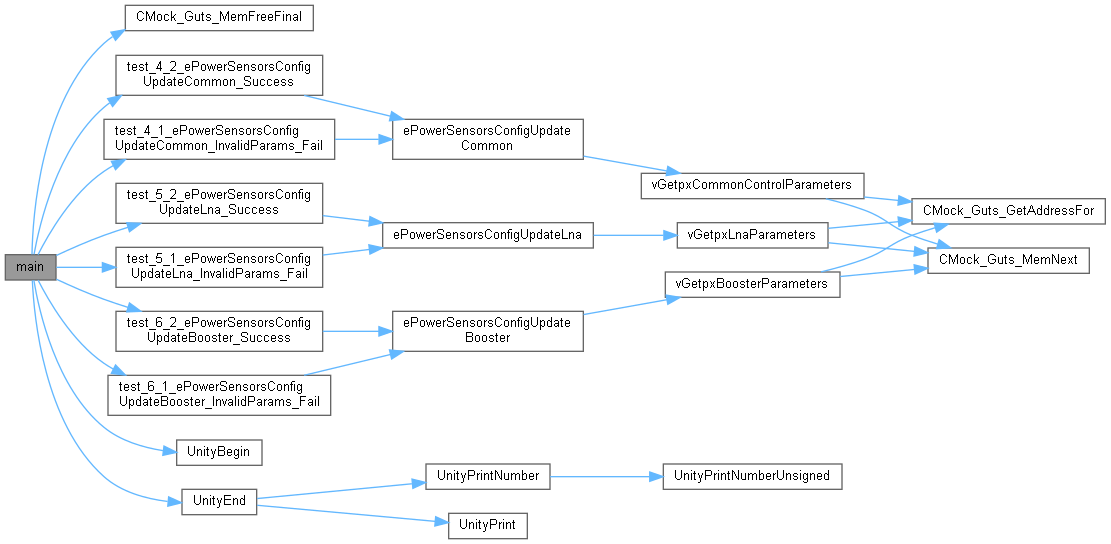 main
CMock_Guts_MemFreeFinal
test_4_2_ePowerSensorsConfig
UpdateCommon_Success
test_4_1_ePowerSensorsConfig
UpdateCommon_InvalidParams_Fail
test_5_2_ePowerSensorsConfig
UpdateLna_Success
test_5_1_ePowerSensorsConfig
UpdateLna_InvalidParams_Fail
test_6_2_ePowerSensorsConfig
UpdateBooster_Success
test_6_1_ePowerSensorsConfig
UpdateBooster_InvalidParams_Fail
UnityBegin
UnityEnd
ePowerSensorsConfigUpdate
Common
ePowerSensorsConfigUpdateLna
ePowerSensorsConfigUpdate
Booster
UnityPrintNumber
UnityPrint
vGetpxCommonControlParameters
vGetpxLnaParameters
vGetpxBoosterParameters
UnityPrintNumberUnsigned
CMock_Guts_GetAddressFor
CMock_Guts_MemNext